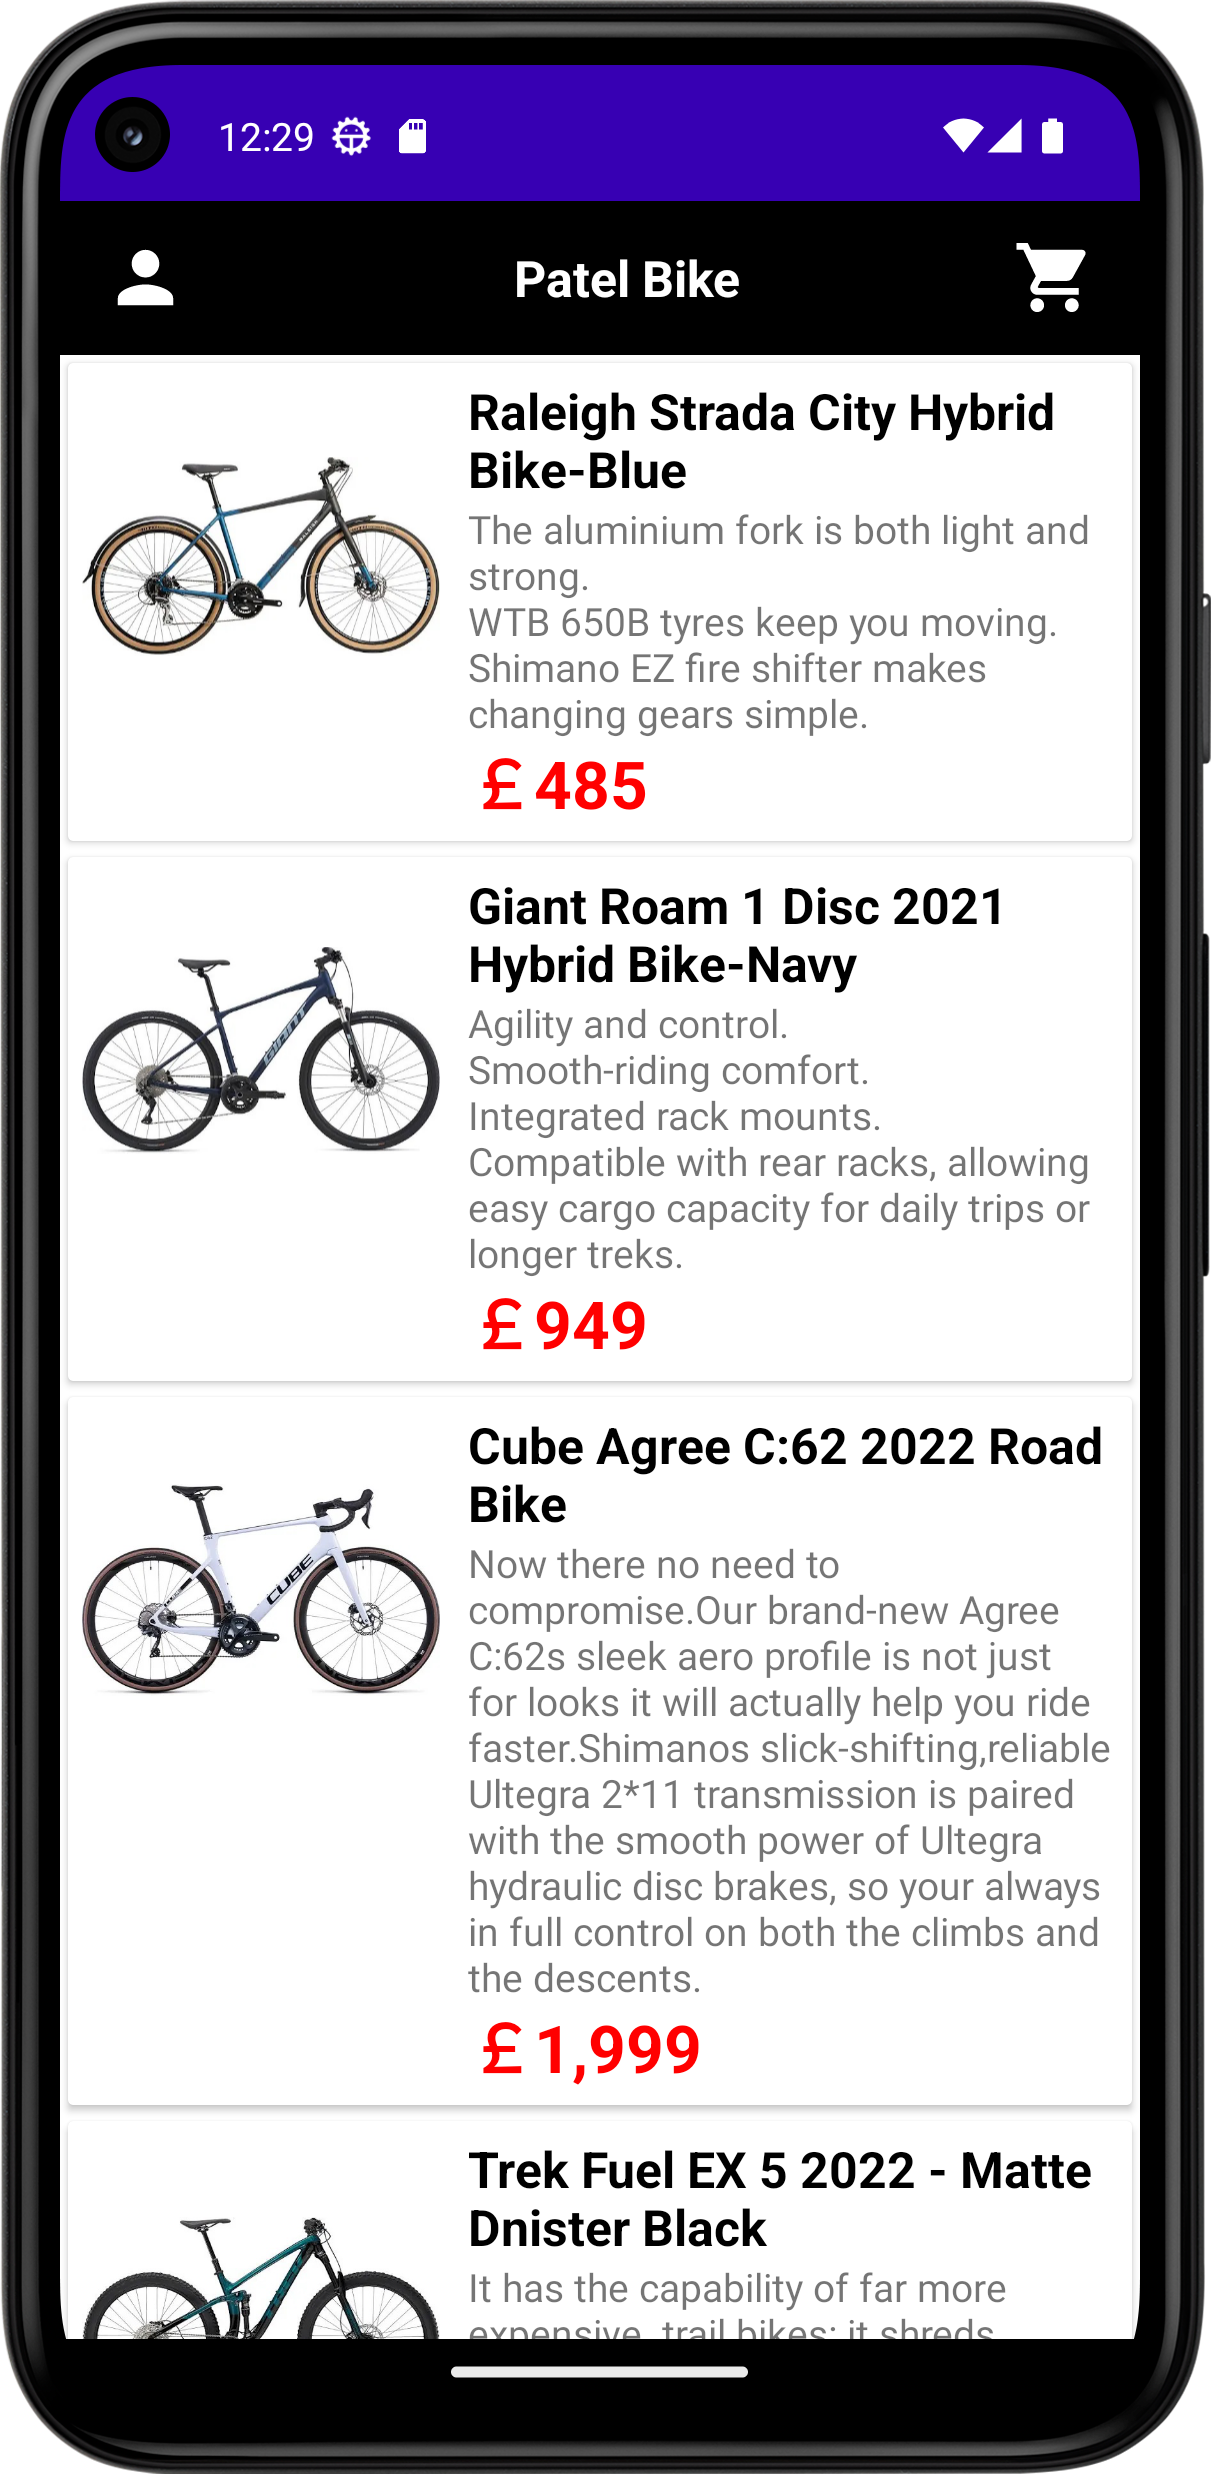 12:29
Patel Bike
Raleigh Strada City Hybrid
Bike-Blue
The aluminium fork is both light and
strong.
WTB 650B tyres keep you moving.
Shimano EZ fire shifter makes
changing gears simple.
£ 485
Giant Roam 1 Disc 2021
Hybrid Bike-Navy
Agility and control.
Smooth-riding comfort.
Integrated rack mounts.
Compatible with rear racks, allowing
easy cargo capacity for daily trips or
longer treks.
GIANT
£ 949
Cube Agree C:62 2022 Road
Bike
Now there no need to
compromise.Our brand-new Agree
C:62s sleek aero profile is not just
for looks it will actually help you ride
faster.Shimanos slick-shifting,reliable
Ultegra 2*11 transmission is paired
with the smooth power of Ultegra
hydraulic disc brakes, so your always
in full control on both the climbs and
the descents.
CUBE
£ 1,999
Trek Fuel EX 5 2022 - Matte
Dnister Black
It has the capability of far more
expensive trail bikes: it shreds